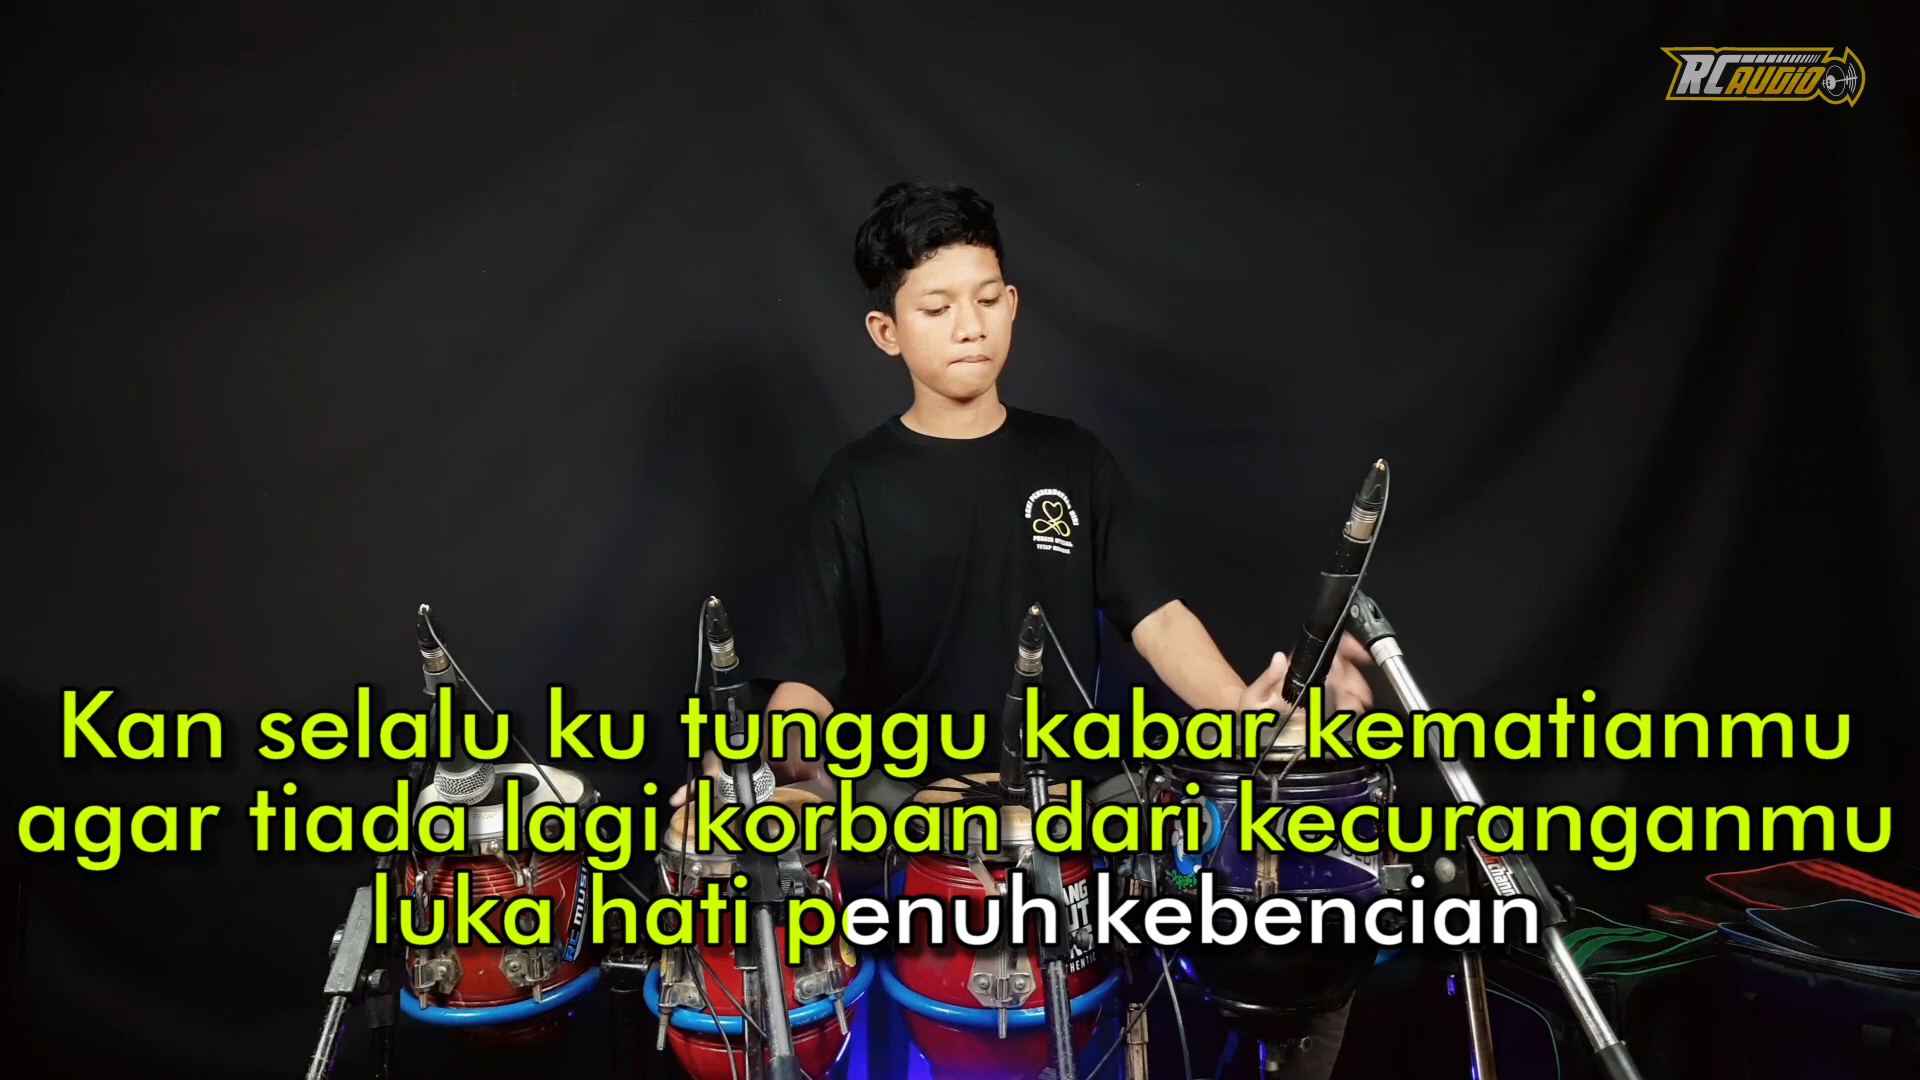 RC AUDIO
Kan selalu ku tunggu kabar kematianmu
agar tiada lagi korban dari kecuranganmu
luka hati penuh kebencian